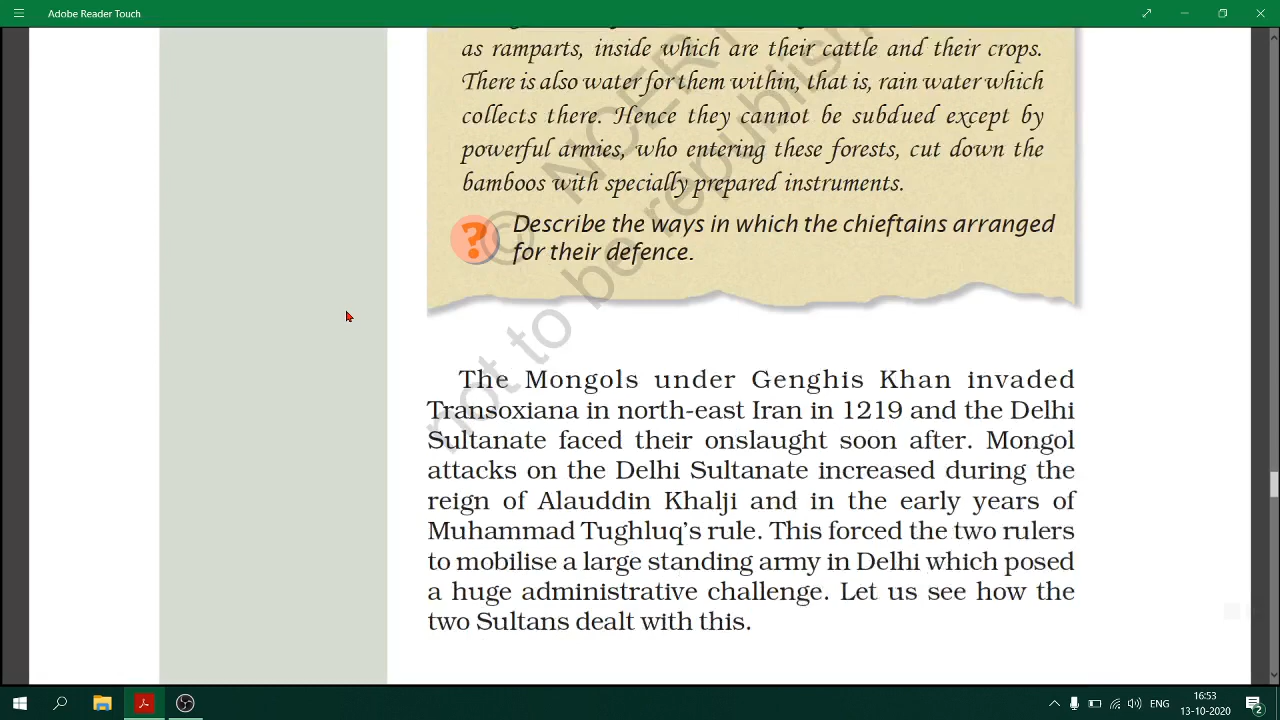 Adobe Reader Touch
as ramparts, inside which are their cattle and their crops.
There is also water for them within, that is, rain water which
collects there. Hence they cannot be subdued except by
powerful armies, who entering these forests, cut down the
bamboos with specially prepared instruments.
?
Describe the ways in which the chieftains arranged
for their defence.
© NCERT
not to be republish
The Mongols under Genghis Khan invaded
Transoxiana in north-east Iran in 1219 and the Delhi
Sultanate faced their onslaught soon after. Mongol
attacks on the Delhi Sultanate increased during the
reign of Alauddin Khalji and in the early years of
Muhammad Tughluq's rule. This forced the two rulers
to mobilise a large standing army in Delhi which posed
a huge administrative challenge. Let us see how the
two Sultans dealt with this.
ENG
16:53
13-10-2020
2